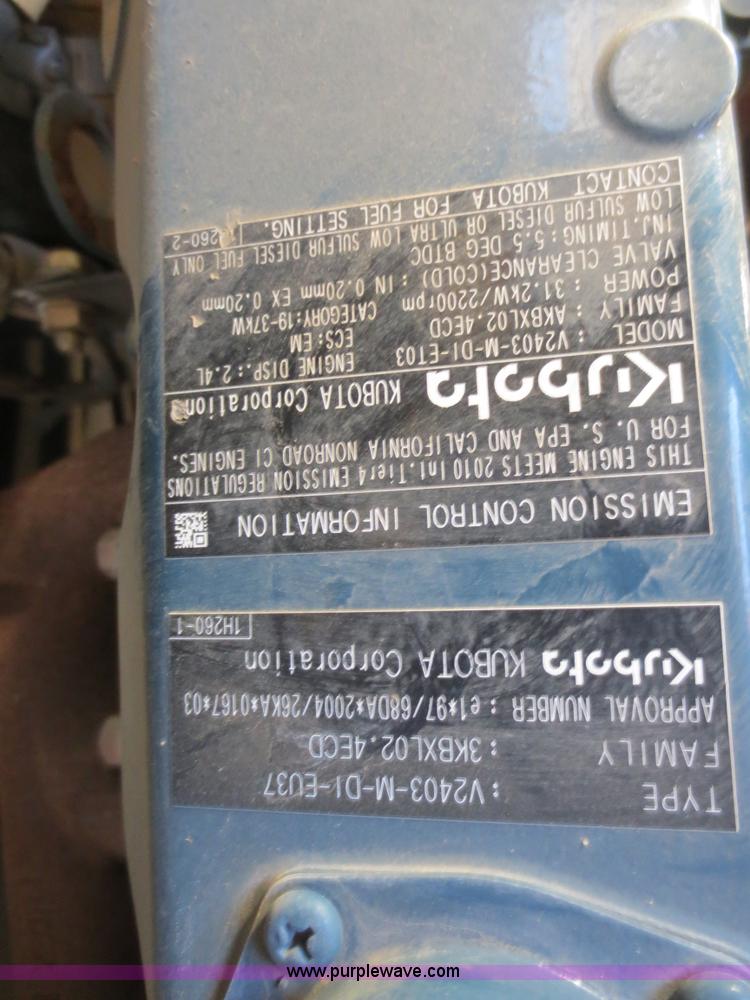 TYPE : V2403-M-DI-EU37
FAMILY : 3KBXL02.4ECD
APPROVAL NUMBER : e1*97/68DA*2004/26KA*0167*03
Kubota KUBOTA Corporation 1H260-1
EMISSION CONTROL INFORMATION
THIS ENGINE MEETS 2010 Int.Tier4 EMISSION REGULATIONS
FOR U. S. EPA AND CALIFORNIA NONROAD CI ENGINES.
Kubota KUBOTA Corporation
MODEL : V2403-M-DI-ET03 ENGINE DISP.: 2.4L
FAMILY : AKBXL02.4ECD ECS:EM
POWER : 31.2kW/2200rpm CATEGORY:19-37kW
VALVE CLEARANCE(COLD) : IN 0.20mm EX 0.20mm
INJ.TIMING:5.5 DEG BTDC
LOW SULFUR DIESEL OR ULTRA LOW SULFUR DIESEL FUEL ONLY
CONTACT KUBOTA FOR FUEL SETTING. 260-2
www.purplewave.com